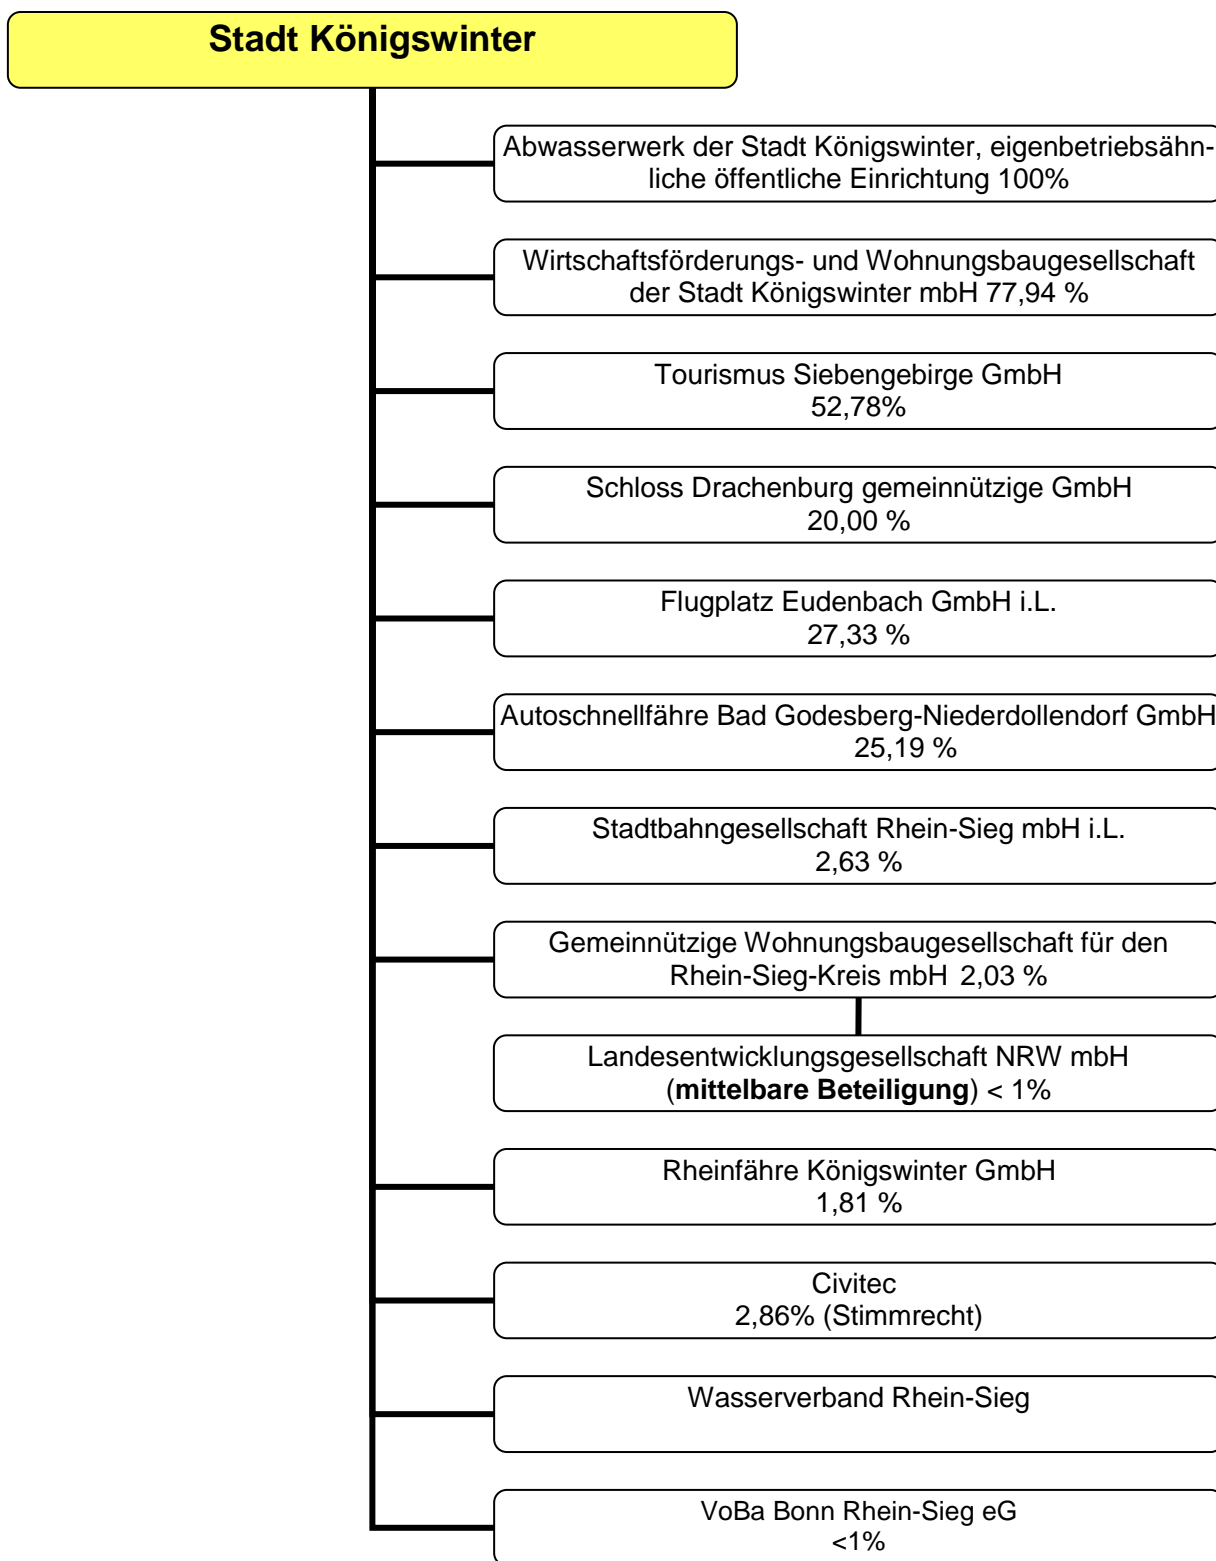 Stadt Königswinter
Abwasserwerk der Stadt Königswinter, eigenbetriebsähn-
liche öffentliche Einrichtung 100%
Wirtschaftsförderungs- und Wohnungsbaugesellschaft
der Stadt Königswinter mbH 77,94 %
Tourismus Siebengebirge GmbH
52,78%
Schloss Drachenburg gemeinnützige GmbH
20,00 %
Flugplatz Eudenbach GmbH i.L.
27,33 %
Autoschnellfähre Bad Godesberg-Niederdollendorf GmbH
25,19 %
Stadtbahngesellschaft Rhein-Sieg mbH i.L.
2,63 %
Gemeinnützige Wohnungsbaugesellschaft für den
Rhein-Sieg-Kreis mbH 2,03 %
Landesentwicklungsgesellschaft NRW mbH
(mittelbare Beteiligung) < 1%
Rheinfähre Königswinter GmbH
1,81 %
Civitec
2,86% (Stimmrecht)
Wasserverband Rhein-Sieg
VoBa Bonn Rhein-Sieg eG
<1%